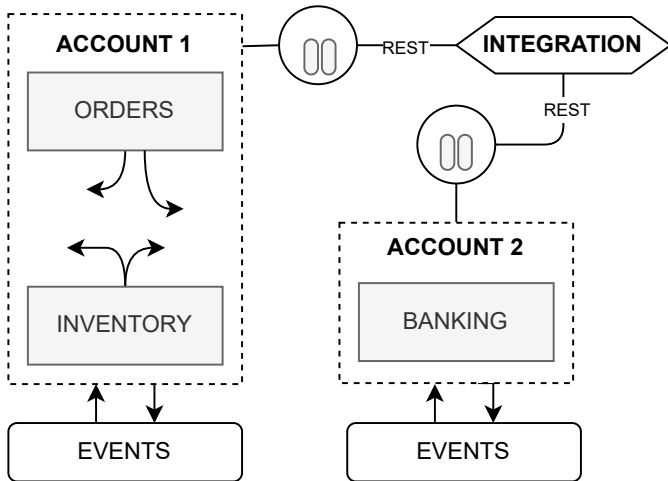 ACCOUNT 1
REST
INTEGRATION
ORDERS
REST
ACCOUNT 2
INVENTORY
BANKING
EVENTS
EVENTS